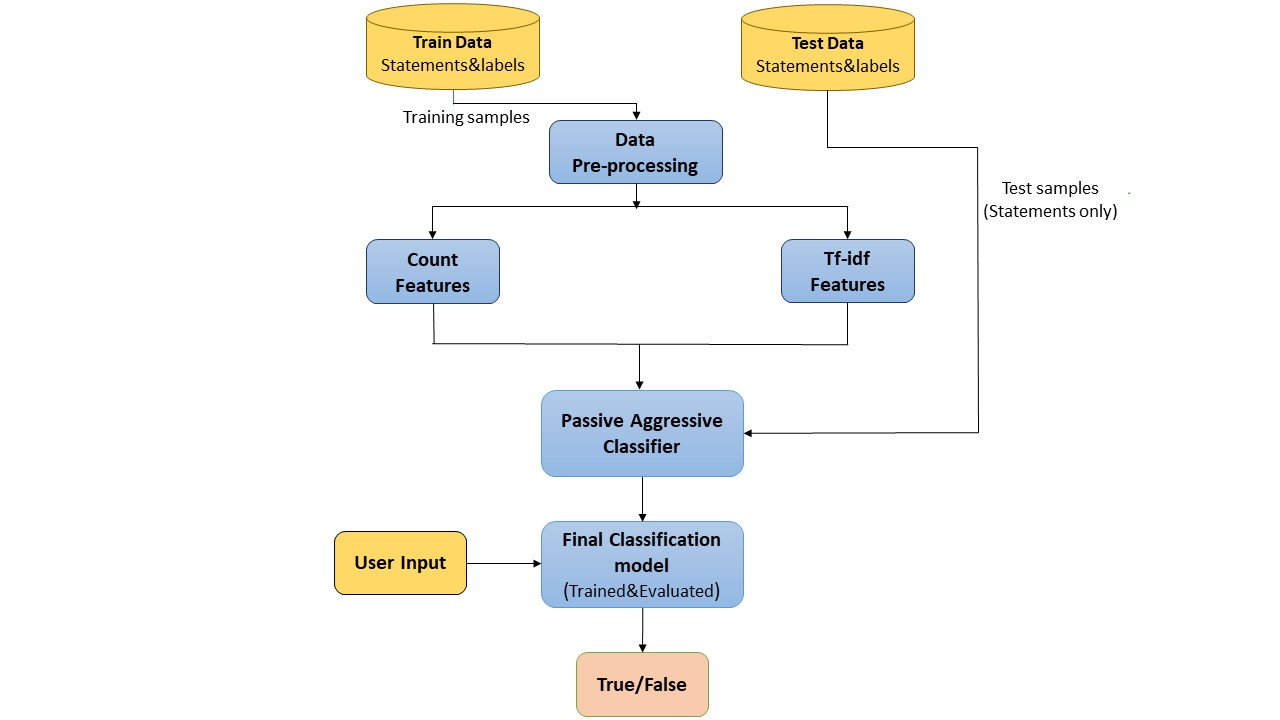 Train Data
Statements&labels
Test Data
Statements&labels
Training samples
Data
Pre-processing
Test samples
(Statements only)
Count
Features
Tf-idf
Features
Passive Aggressive
Classifier
User Input
Final Classification
model
(Trained&Evaluated)
True/False